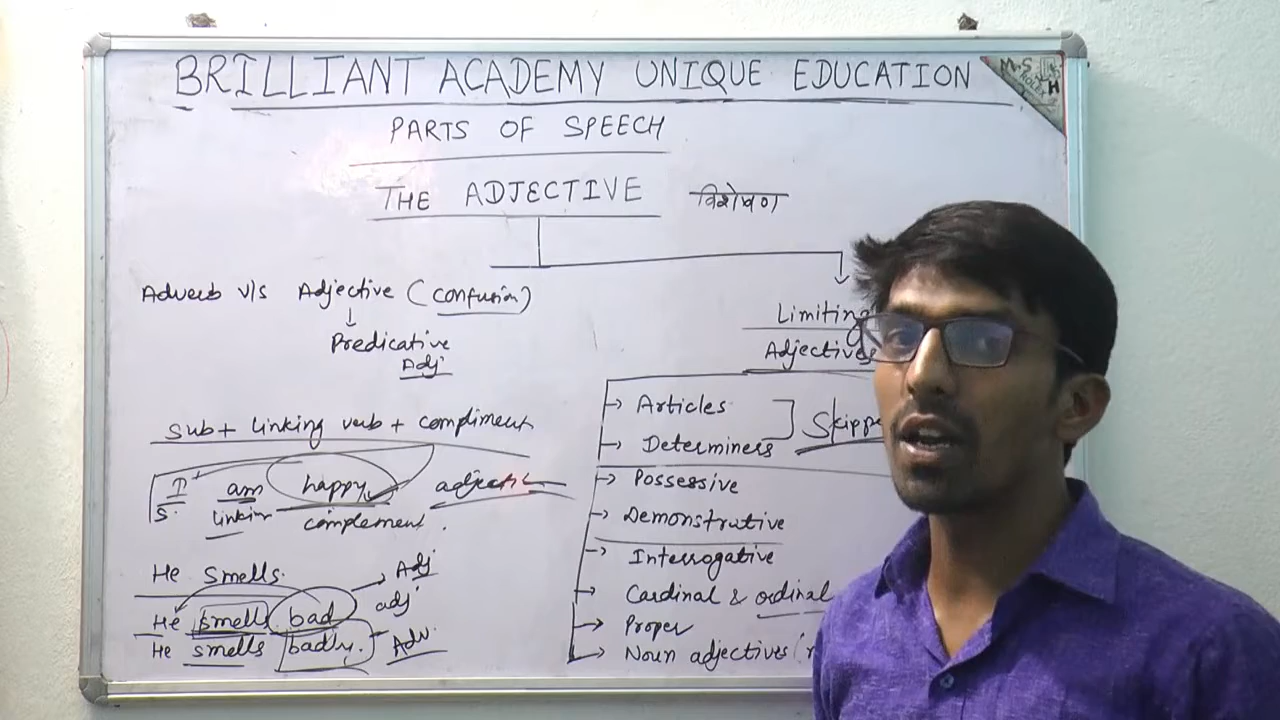 BRILLIANT ACADEMY UNIQUE EDUCATION
M.S
PARTS OF SPEECH
THE ADJECTIVE विशेषण
Adverb v/s Adjective (confusion)
Predicative
Adj
Sub + linking verb + compliment
I am happy adjective
S. linkin complement.
He smells. Adj
He smells bad adj
He smells badly. Adv.
Limiting
Adjectives
Articles
Determiners
Skippe
Possessive
Demonstrative
Interrogative
Cardinal & ordinal
Proper
Noun adjectives (